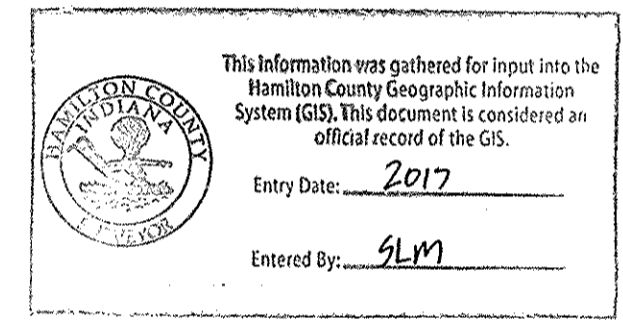 HAMILTON COUNTY
INDIANA
SURVEYOR
This information was gathered for input into the
Hamilton County Geographic Information
System (GIS). This document is considered an
official record of the GIS.
Entry Date: 2017
Entered By: SLM